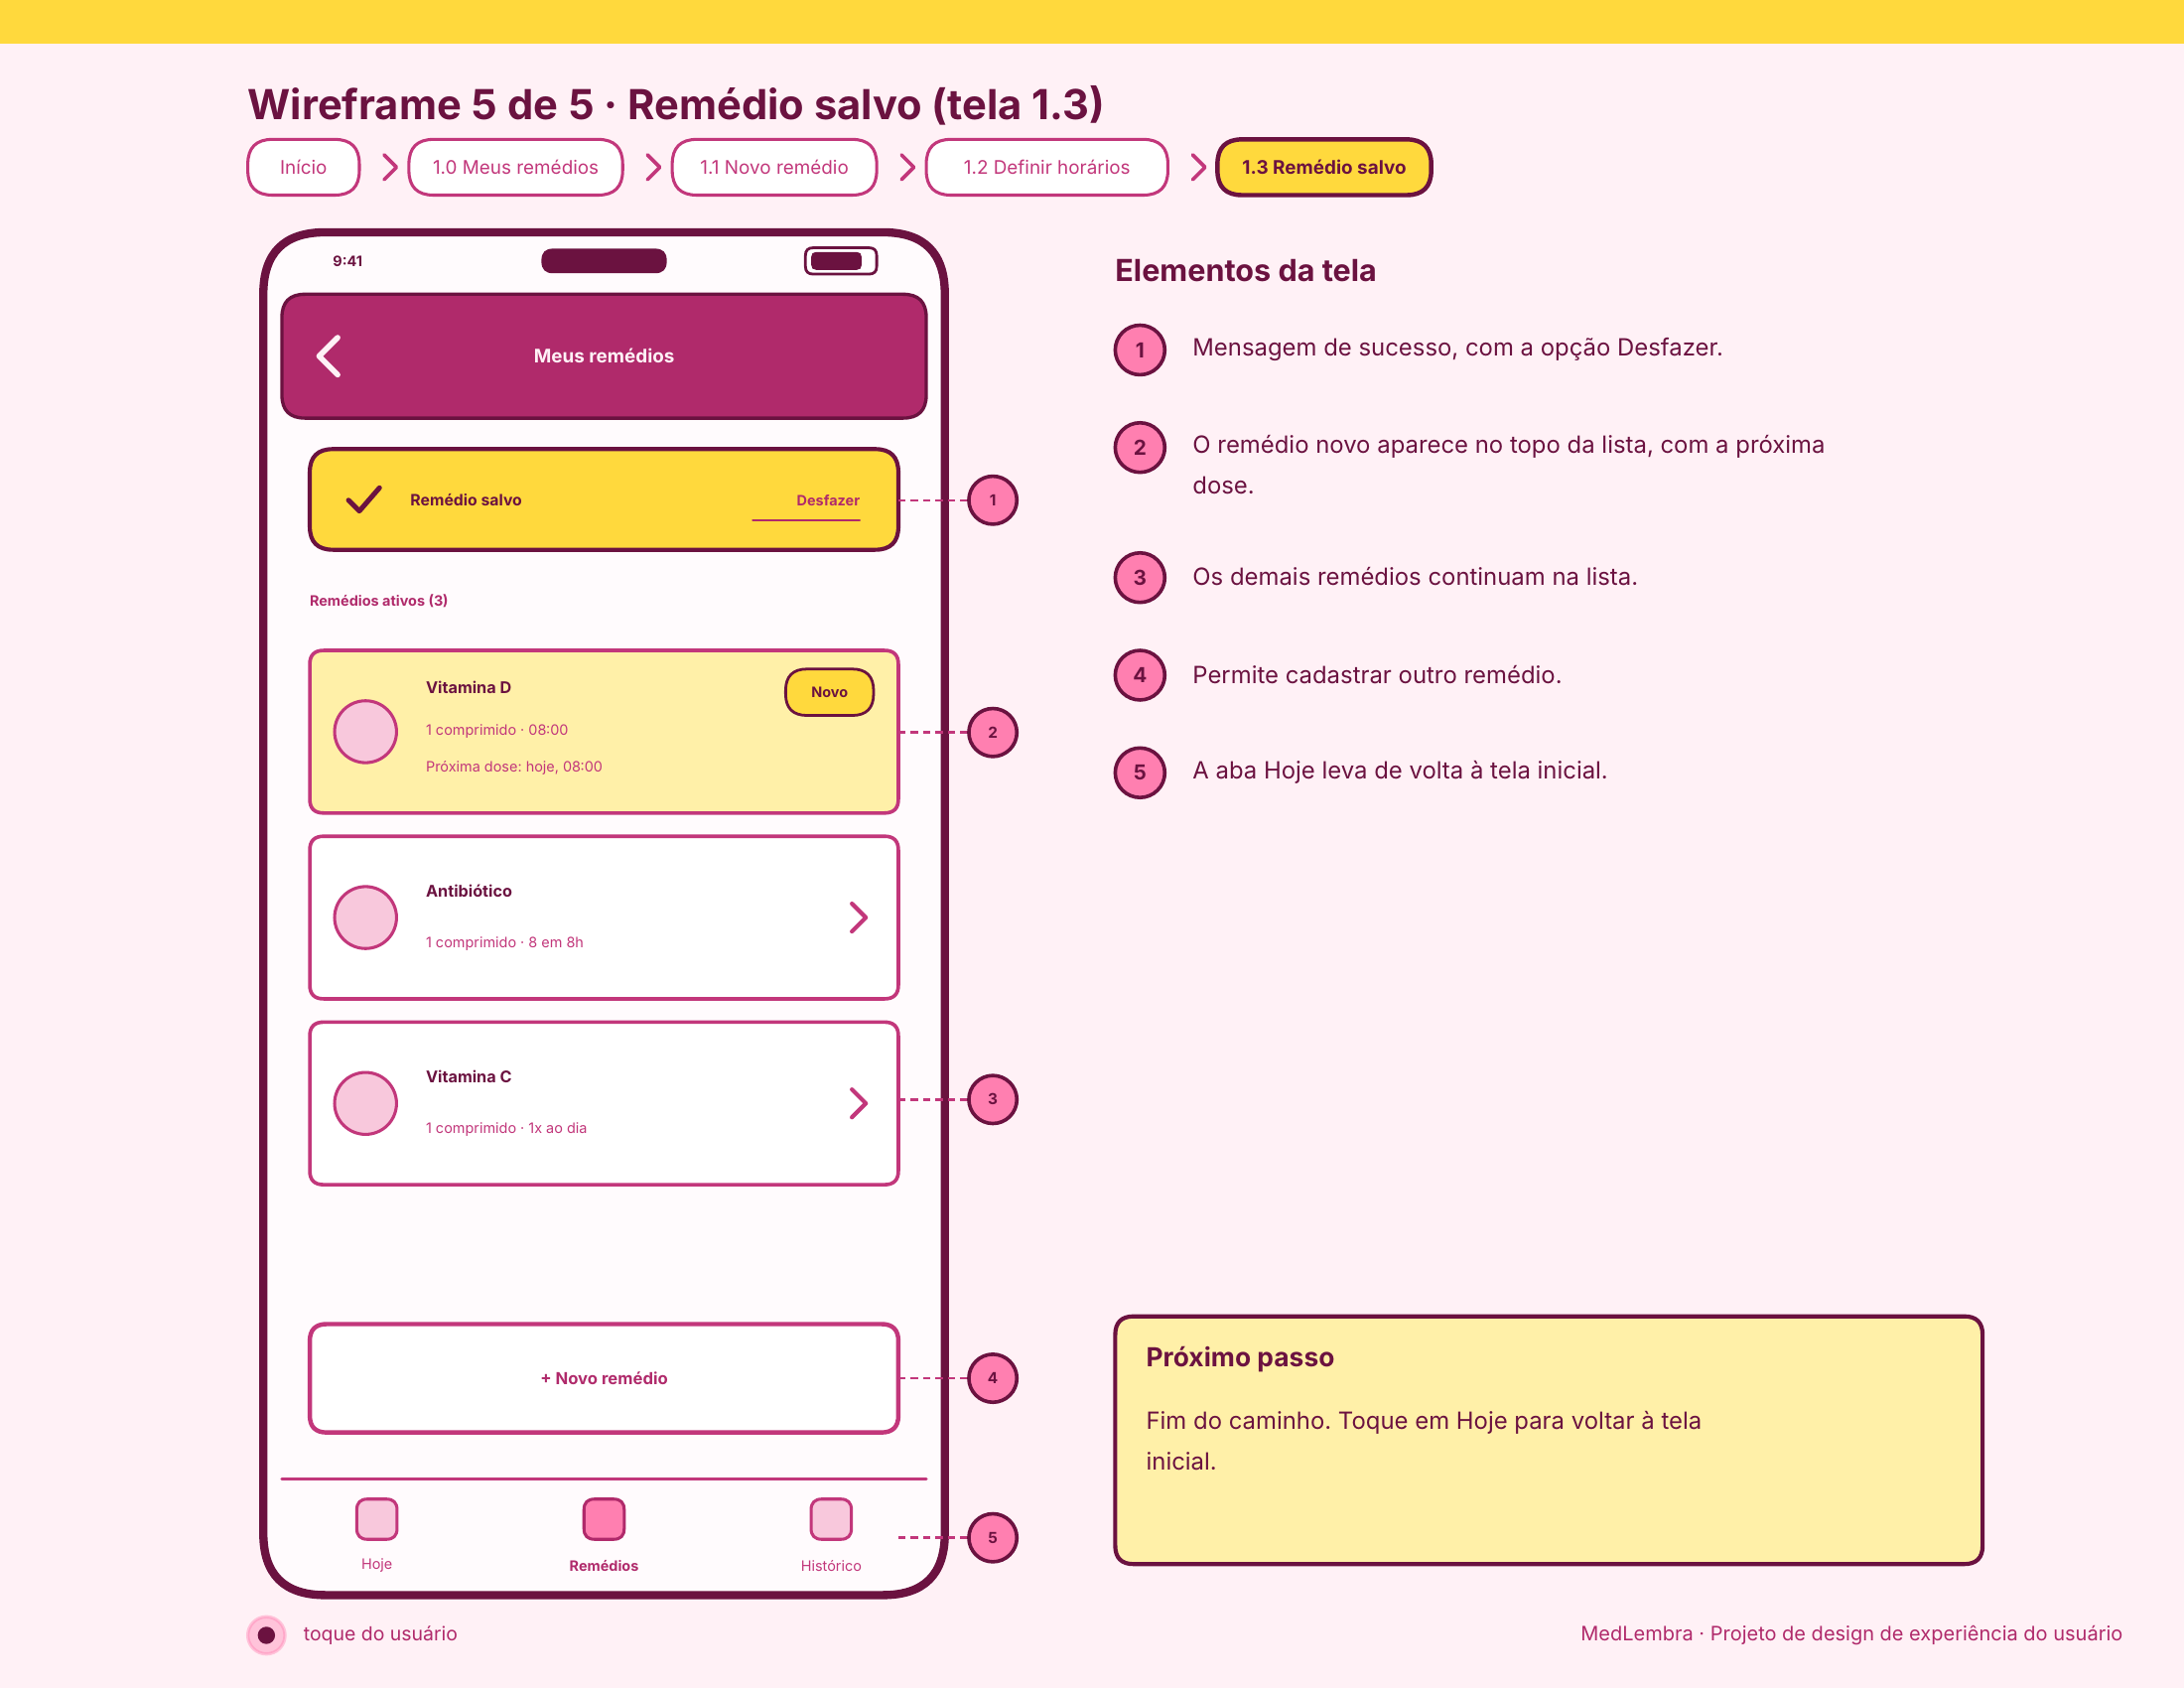 Wireframe 5 de 5 · Remédio salvo (tela 1.3)
Início
1.0 Meus remédios
1.1 Novo remédio
1.2 Definir horários
1.3 Remédio salvo
9:41
Meus remédios
Remédio salvo
Desfazer
1
Remédios ativos (3)
Vitamina D
Novo
1 comprimido · 08:00
Próxima dose: hoje, 08:00
2
Antibiótico
1 comprimido · 8 em 8h
Vitamina C
1 comprimido · 1x ao dia
3
+ Novo remédio
4
Hoje
Remédios
Histórico
5
Elementos da tela
1
Mensagem de sucesso, com a opção Desfazer.
2
O remédio novo aparece no topo da lista, com a próxima
dose.
3
Os demais remédios continuam na lista.
4
Permite cadastrar outro remédio.
5
A aba Hoje leva de volta à tela inicial.
Próximo passo
Fim do caminho. Toque em Hoje para voltar à tela
inicial.
toque do usuário
MedLembra · Projeto de design de experiência do usuário